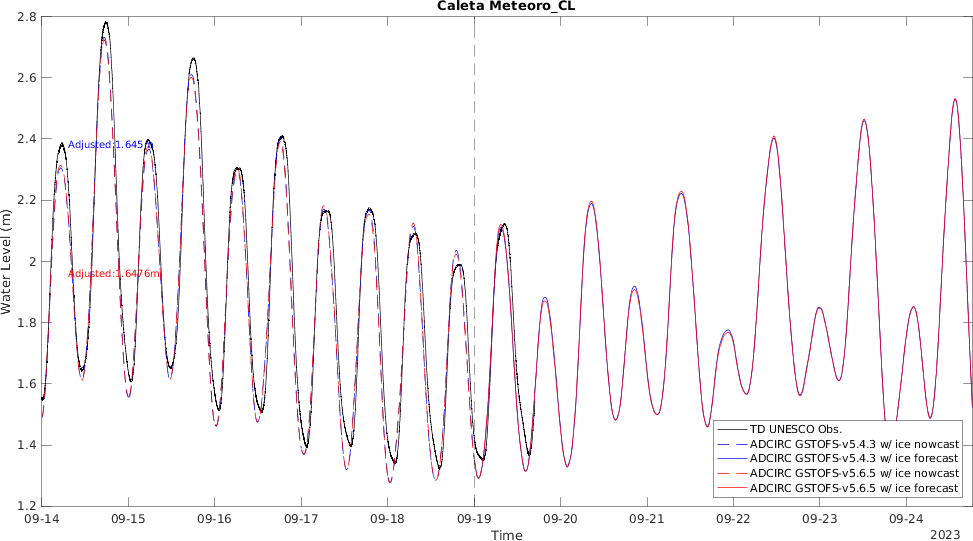 Caleta Meteoro_CL
2.8
2.6
2.4
2.2
2
1.8
1.6
1.4
1.2
Water Level (m)
Adjusted:1.645
Adjusted:1.6476m
TD UNESCO Obs.
ADCIRC GSTOFS-v5.4.3 w/ ice nowcast
ADCIRC GSTOFS-v5.4.3 w/ ice forecast
ADCIRC GSTOFS-v5.6.5 w/ ice nowcast
ADCIRC GSTOFS-v5.6.5 w/ ice forecast
09-14 09-15 09-16 09-17 09-18 09-19 09-20 09-21 09-22 09-23 09-24
Time
2023